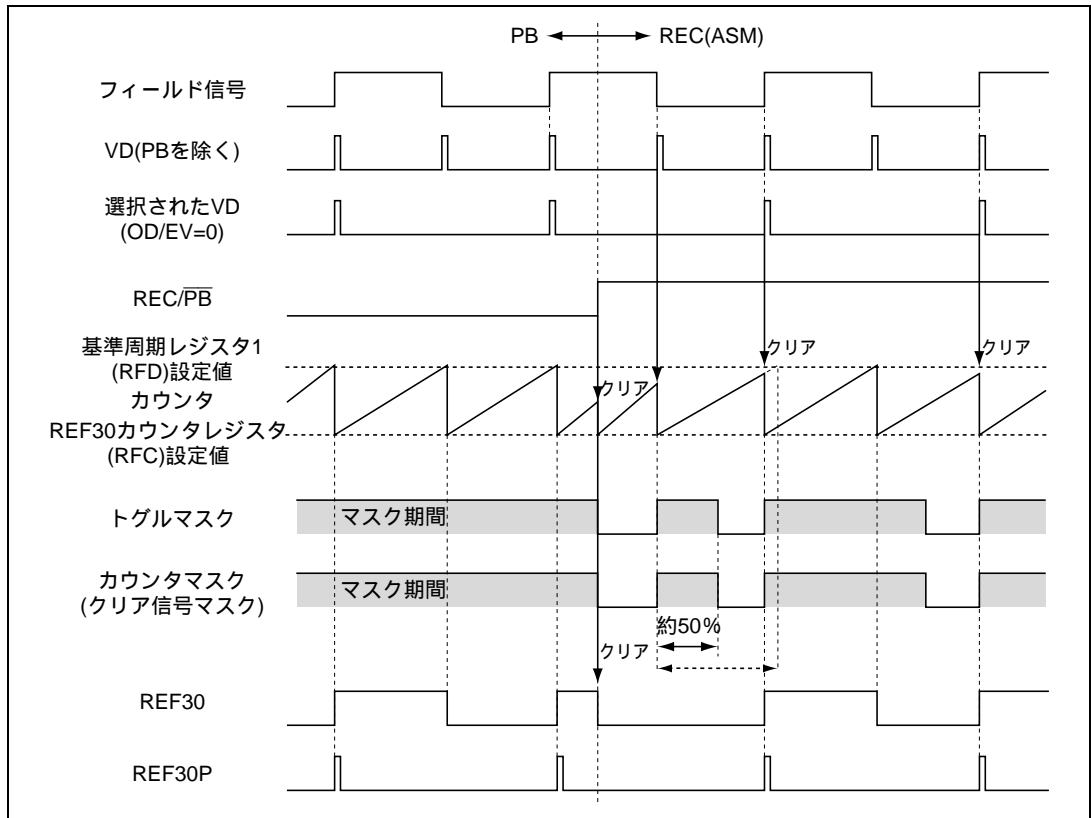 PB REC(ASM)
フィールド信号
VD(PBを除く)
選択されたVD
(OD/EV=0)
REC/PB
基準周期レジスタ1
(RFD)設定値
カウンタ
REF30カウンタレジスタ
(RFC)設定値
クリア
クリア
クリア
トグルマスク
マスク期間
カウンタマスク
(クリア信号マスク)
マスク期間
約50%
クリア
REF30
REF30P